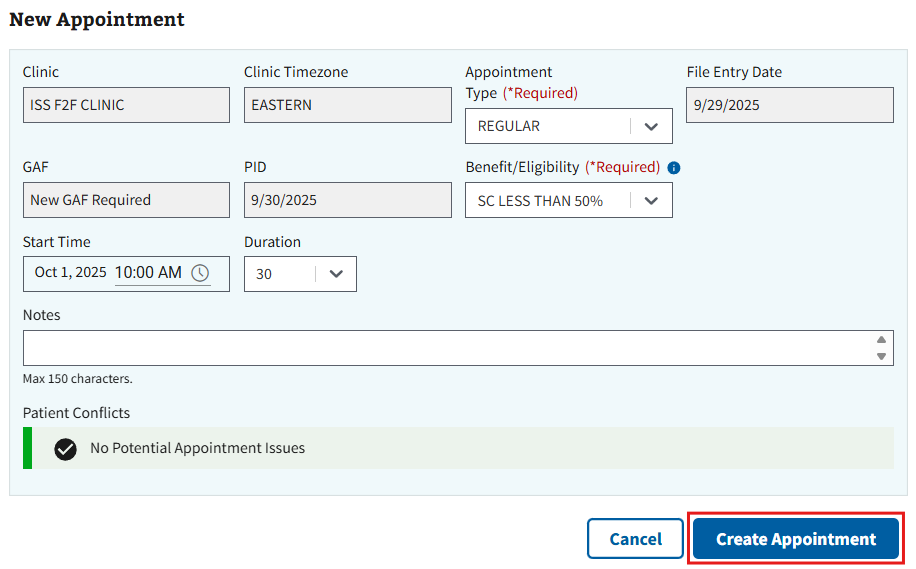 New Appointment
Clinic
Clinic Timezone
Appointment
Type (*Required)
File Entry Date
ISS F2F CLINIC
EASTERN
REGULAR
9/29/2025
GAF
PID
Benefit/Eligibility (*Required) i
New GAF Required
9/30/2025
SC LESS THAN 50%
Start Time
Duration
Oct 1, 2025 10:00 AM
30
Notes
Max 150 characters.
Patient Conflicts
No Potential Appointment Issues
Cancel
Create Appointment